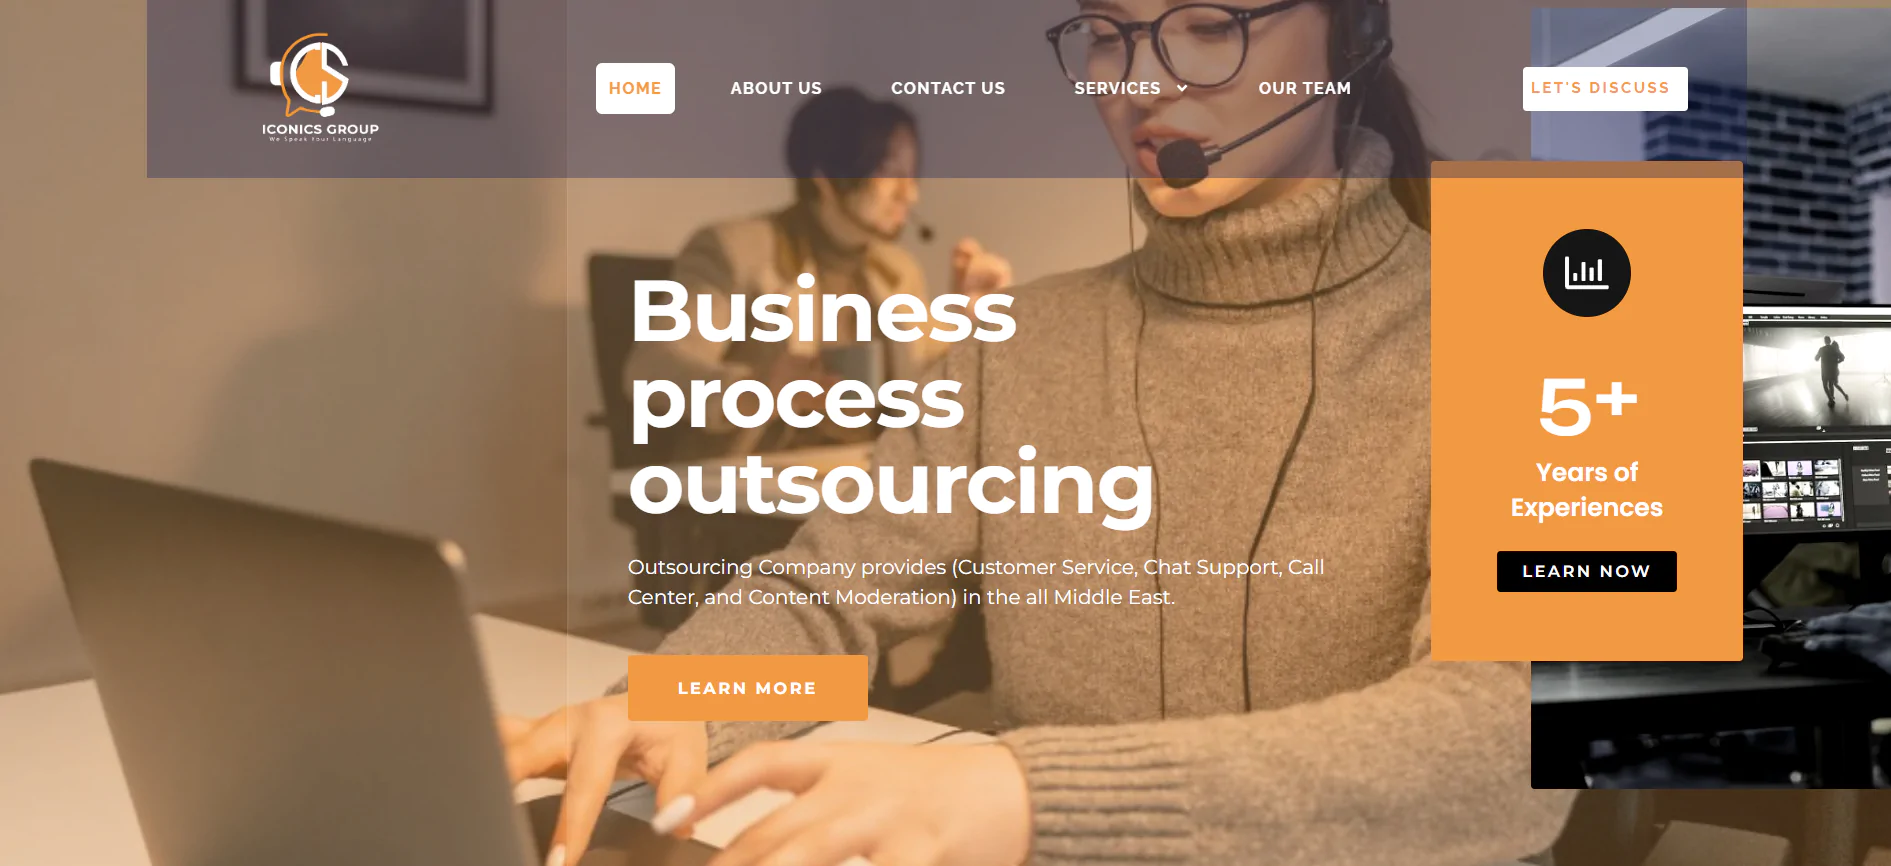 ICONICS GROUP
We Speak Your Language
HOME
ABOUT US
CONTACT US
SERVICES
OUR TEAM
LET'S DISCUSS
Business
process
outsourcing
Outsourcing Company provides (Customer Service, Chat Support, Call
Center, and Content Moderation) in the all Middle East.
LEARN MORE
5+
Years of
Experiences
LEARN NOW